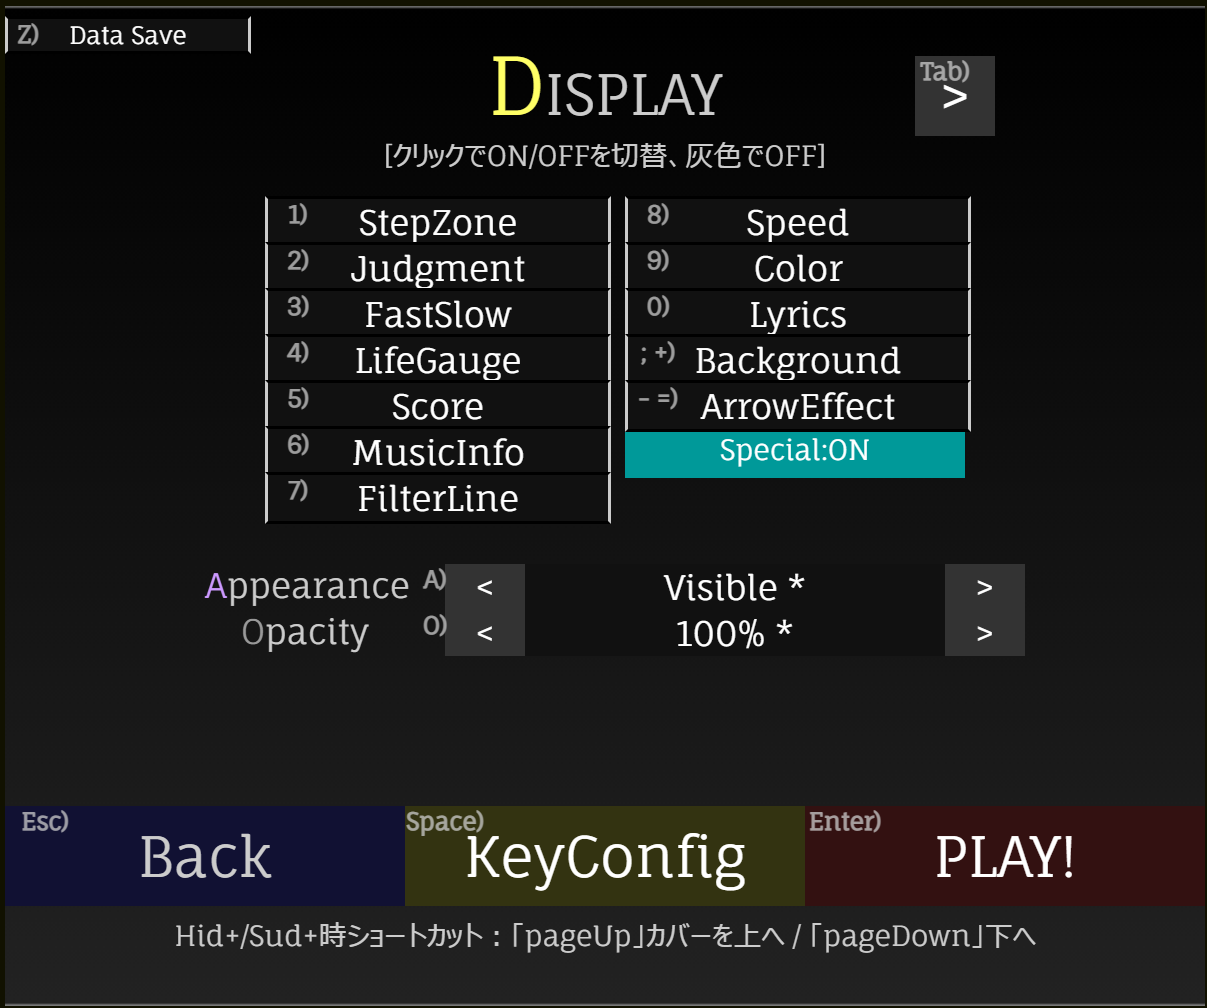 Z) Data Save
DISPLAY
Tab) >
[クリックでON/OFFを切替、灰色でOFF]
1) StepZone
2) Judgment
3) FastSlow
4) LifeGauge
5) Score
6) MusicInfo
7) FilterLine
8) Speed
9) Color
0) Lyrics
; +) Background
- =) ArrowEffect
Special:ON
Appearance A) < Visible * >
Opacity O) < 100% * >
Esc) Back
Space) KeyConfig
Enter) PLAY!
Hid+/Sud+時ショートカット：「pageUp」カバーを上へ / 「pageDown」下へ